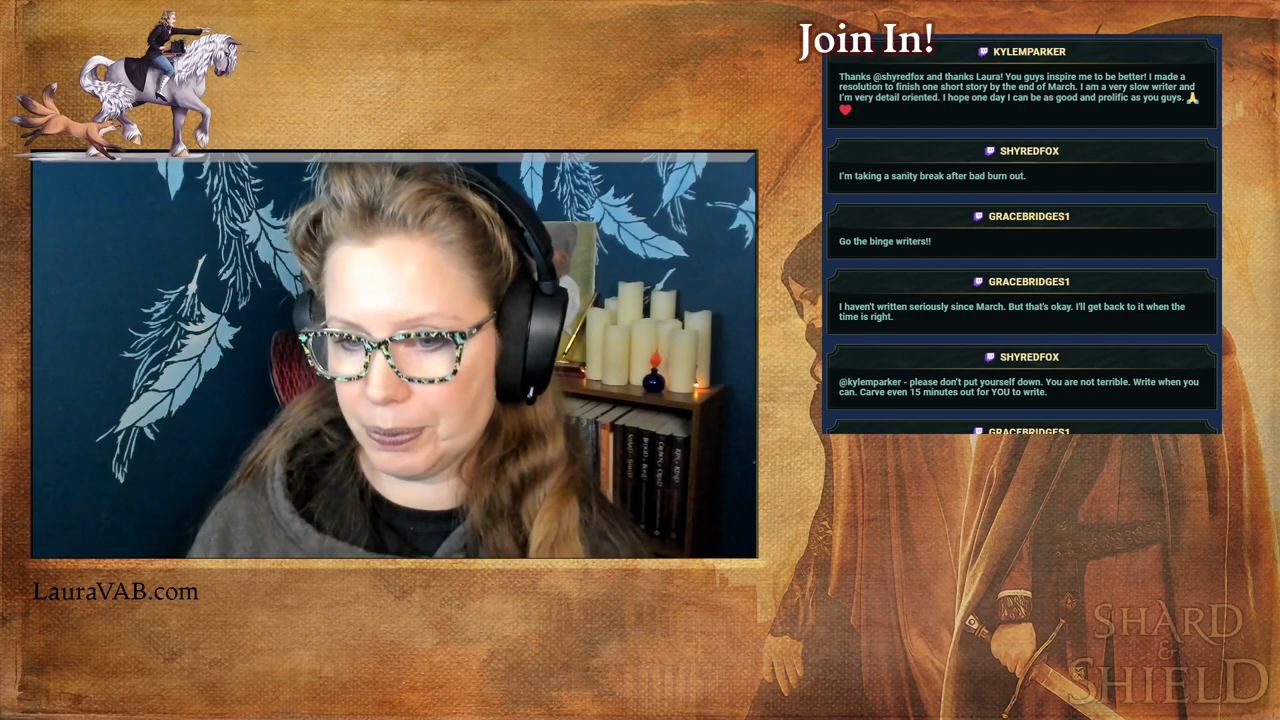 Join In!
KYLEMPARKER
Thanks @shyredfox and thanks Laura! You guys inspire me to be better! I made a
resolution to finish one short story by the end of March. I am a very slow writer and
I'm very detail oriented. I hope one day I can be as good and prolific as you guys. 🙏
❤️
SHYREDFOX
I'm taking a sanity break after bad burn out.
GRACEBRIDGES1
Go the binge writers!!
GRACEBRIDGES1
I haven't written seriously since March. But that's okay. I'll get back to it when the
time is right.
SHYREDFOX
@kylemparker - please don't put yourself down. You are not terrible. Write when you
can. Carve even 15 minutes out for YOU to write.
GRACEBRIDGES1
LauraVAB.com
SHARD
&
SHIELD